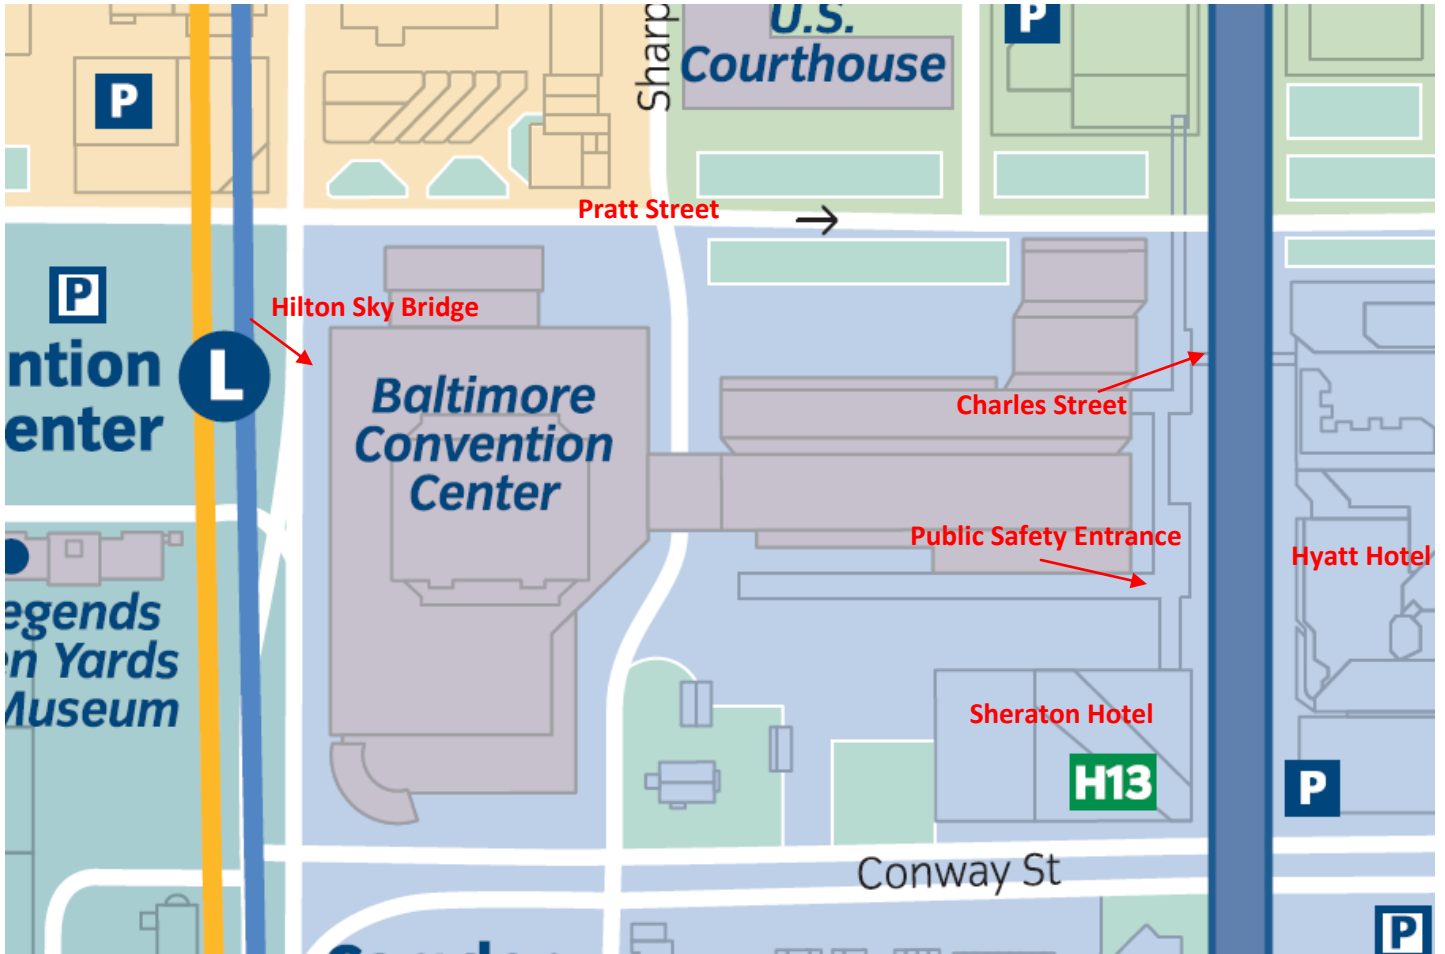 U.S.
Courthouse
P
P
Sharp
Pratt Street
P
Hilton Sky Bridge
ntion
enter
L
Baltimore
Convention
Center
Charles Street
Public Safety Entrance
Hyatt Hotel
egends
en Yards
Museum
Sheraton Hotel
H13
P
Conway St
P